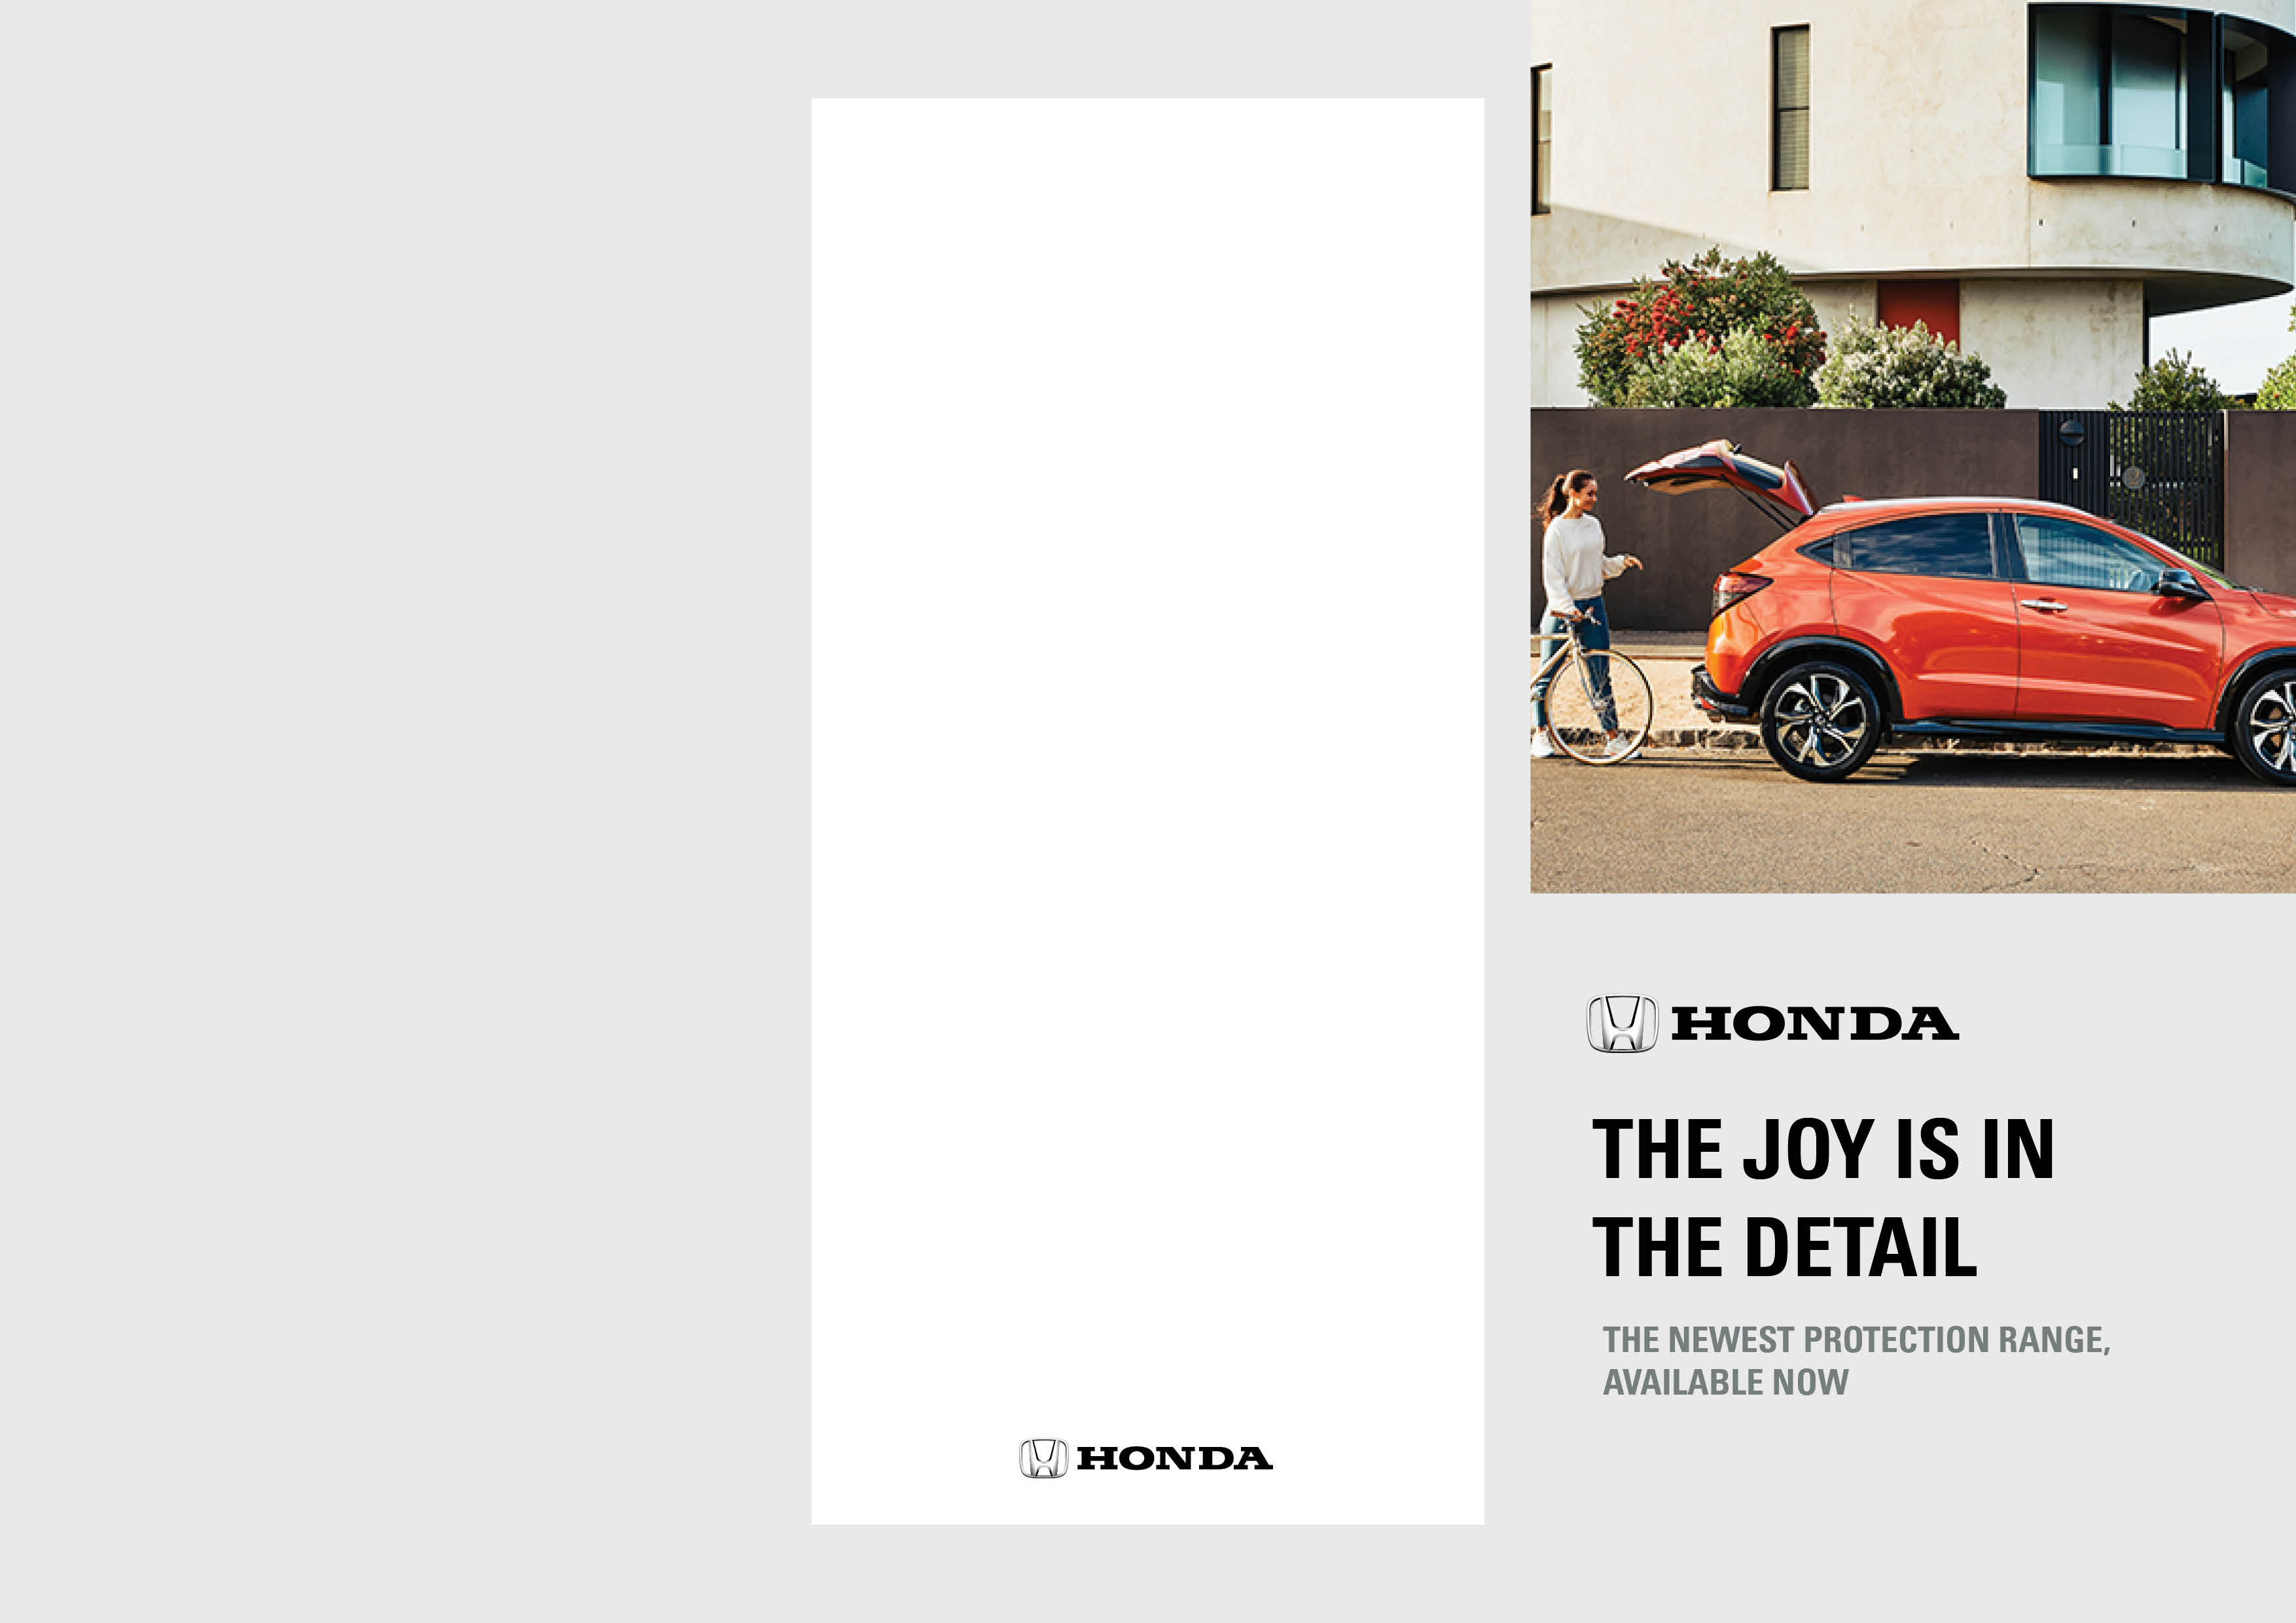 HONDA
HONDA
THE JOY IS IN
THE DETAIL
THE NEWEST PROTECTION RANGE,
AVAILABLE NOW